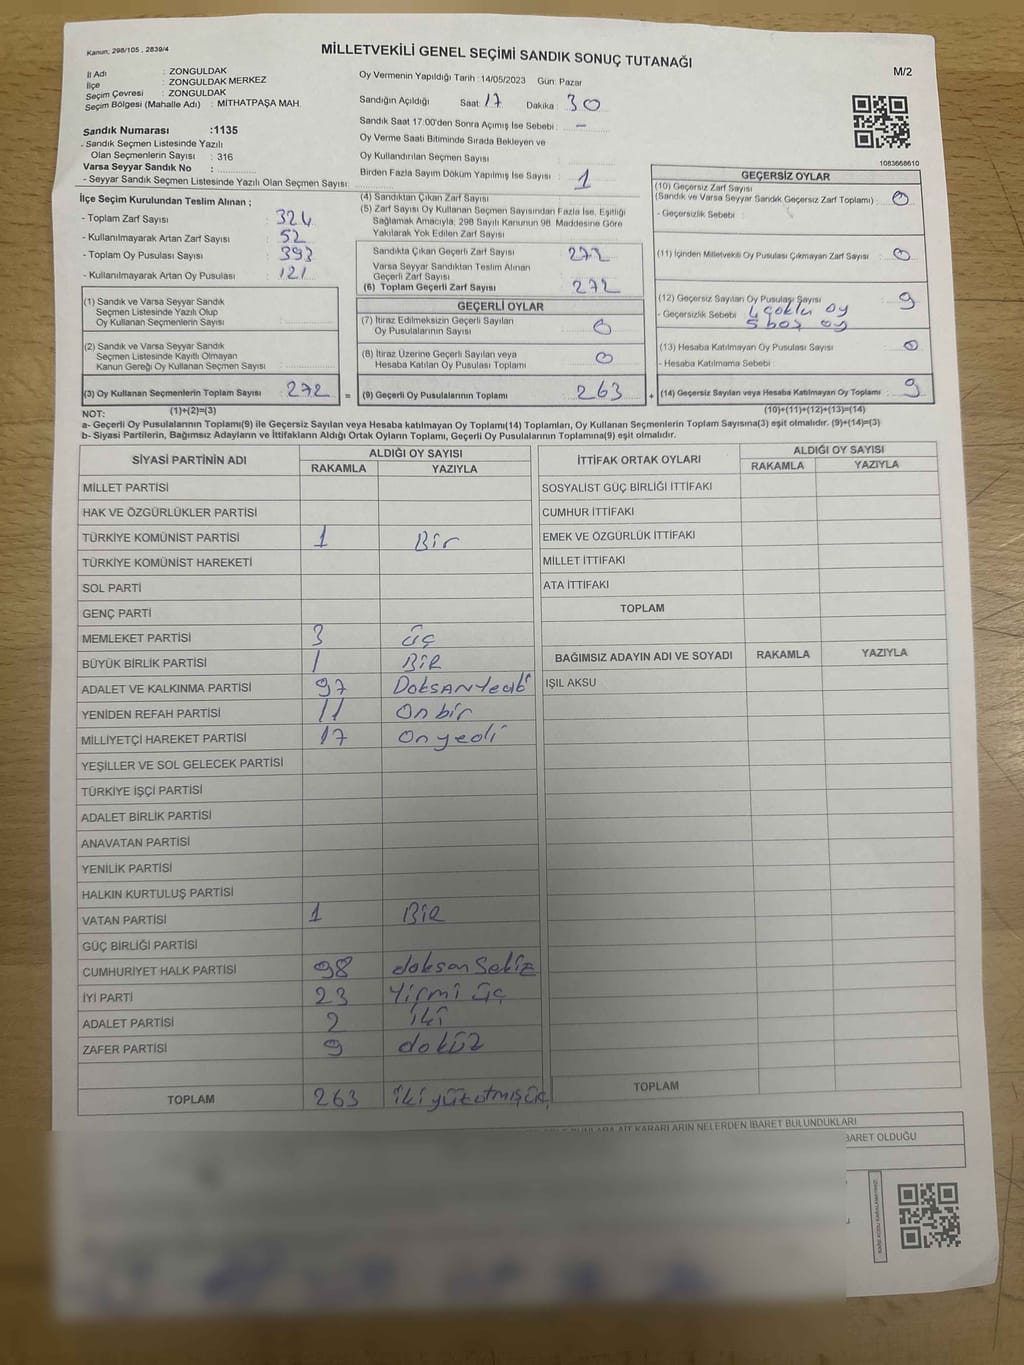 Kanun; 298/105 , 2839/4
MİLLETVEKİLİ GENEL SEÇİMİ SANDIK SONUÇ TUTANAĞI
M/2
İl Adı : ZONGULDAK
İlçe : ZONGULDAK MERKEZ
Seçim Çevresi : ZONGULDAK
Seçim Bölgesi (Mahalle Adı) : MİTHATPAŞA MAH.
Oy Vermenin Yapıldığı Tarih : 14/05/2023 Gün: Pazar
Sandığın Açıldığı Saat: 17 Dakika : 30
Sandık Saat 17:00'den Sonra Açımış İse Sebebi : -
Oy Verme Saati Bitiminde Sırada Bekleyen ve
Oy Kullandırılan Seçmen Sayısı
Birden Fazla Sayım Döküm Yapılmış İse Sayısı : 1
1083668610
Sandık Numarası :1135
- Sandık Seçmen Listesinde Yazılı
Olan Seçmenlerin Sayısı : 316
Varsa Seyyar Sandık No :
- Seyyar Sandık Seçmen Listesinde Yazılı Olan Seçmen Sayısı:
İlçe Seçim Kurulundan Teslim Alınan ;
- Toplam Zarf Sayısı : 324
- Kullanılmayarak Artan Zarf Sayısı : 52
- Toplam Oy Pusulası Sayısı : 393
- Kullanılmayarak Artan Oy Pusulası : 121
(1) Sandık ve Varsa Seyyar Sandık
Seçmen Listesinde Yazılı Olup
Oy Kullanan Seçmenlerin Sayısı :
(2) Sandık ve Varsa Seyyar Sandık
Seçmen Listesinde Kayıtlı Olmayan
Kanun Gereği Oy Kullanan Seçmen Sayısı :
(3) Oy Kullanan Seçmenlerin Toplam Sayısı : 272 =
(1)+(2)=(3)
(4) Sandıktan Çıkan Zarf Sayısı
(5) Zarf Sayısı Oy Kullanan Seçmen Sayısından Fazla İse, Eşitliği
Sağlamak Amacıyla, 298 Sayılı Kanunun 98. Maddesine Göre
Yakılarak Yok Edilen Zarf Sayısı
Sandıkta Çıkan Geçerli Zarf Sayısı : 272
Varsa Seyyar Sandıktan Teslim Alınan
Geçerli Zarf Sayısı
(6) Toplam Geçerli Zarf Sayısı : 272
GEÇERLİ OYLAR
(7) İtiraz Edilmeksizin Geçerli Sayılan
Oy Pusulalarının Sayısı : 0
(8) İtiraz Üzerine Geçerli Sayılan veya
Hesaba Katılan Oy Pusulası Toplamı : 0
(9) Geçerli Oy Pusulalarının Toplamı : 263 +
GEÇERSİZ OYLAR
(10) Geçersiz Zarf Sayısı
(Sandık ve Varsa Seyyar Sandık Geçersiz Zarf Toplamı) : 0
- Geçersizlik Sebebi :
(11) İçinden Milletvekili Oy Pusulası Çıkmayan Zarf Sayısı : 0
(12) Geçersiz Sayılan Oy Pusulası Sayısı : 9
- Geçersizlik Sebebi : 4 çoklu oy
5 boş oy
(13) Hesaba Katılmayan Oy Pusulası Sayısı : 0
- Hesaba Katılmama Sebebi :
(14) Geçersiz Sayılan veya Hesaba Katılmayan Oy Toplamı : 9
(10)+(11)+(12)+(13)=(14)
NOT:
a- Geçerli Oy Pusulalarının Toplamı(9) ile Geçersiz Sayılan veya Hesaba katılmayan Oy Toplamı(14) Toplamları, Oy Kullanan Seçmenlerin Toplam Sayısına(3) eşit olmalıdır. (9)+(14)=(3)
b- Siyasi Partilerin, Bağımsız Adayların ve İttifakların Aldığı Ortak Oyların Toplamı, Geçerli Oy Pusulalarının Toplamına(9) eşit olmalıdır.
SİYASİ PARTİNİN ADI ALDIĞI OY SAYISI
RAKAMLA YAZIYLA
MİLLET PARTİSİ
HAK VE ÖZGÜRLÜKLER PARTİSİ
TÜRKİYE KOMÜNİST PARTİSİ 1 Bir
TÜRKİYE KOMÜNİST HAREKETİ
SOL PARTİ
GENÇ PARTİ
MEMLEKET PARTİSİ 3 üç
BÜYÜK BİRLİK PARTİSİ 1 BİR
ADALET VE KALKINMA PARTİSİ 97 DoksanYedi
YENİDEN REFAH PARTİSİ 11 On bir
MİLLİYETÇİ HAREKET PARTİSİ 17 On yedi
YEŞİLLER VE SOL GELECEK PARTİSİ
TÜRKİYE İŞÇİ PARTİSİ
ADALET BİRLİK PARTİSİ
ANAVATAN PARTİSİ
YENİLİK PARTİSİ
HALKIN KURTULUŞ PARTİSİ
VATAN PARTİSİ 1 BİR
GÜÇ BİRLİĞİ PARTİSİ
CUMHURİYET HALK PARTİSİ 98 doksan Sekiz
İYİ PARTİ 23 Yirmi üç
ADALET PARTİSİ 2 iki
ZAFER PARTİSİ 9 dokuz
TOPLAM 263 iki yüz atmış üç
İTTİFAK ORTAK OYLARI ALDIĞI OY SAYISI
RAKAMLA YAZIYLA
SOSYALİST GÜÇ BİRLİĞİ İTTİFAKI
CUMHUR İTTİFAKI
EMEK VE ÖZGÜRLÜK İTTİFAKI
MİLLET İTTİFAKI
ATA İTTİFAKI
TOPLAM
BAĞIMSIZ ADAYIN ADI VE SOYADI RAKAMLA YAZIYLA
IŞIL AKSU
TOPLAM
KARARLARIN NELERDEN İBARET BULUNDUKLARI
BARET OLDUĞU